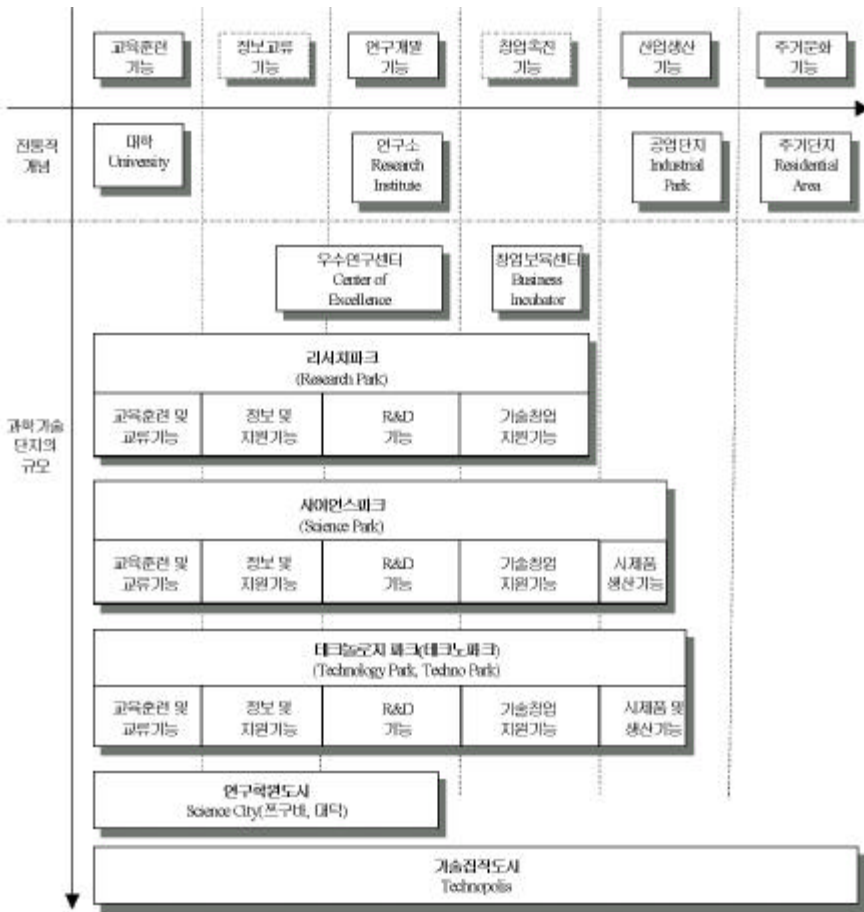 교육훈련
기능
정보교류
기능
연구개발
기능
창업촉진
기능
산업생산
기능
주거문화
기능
전통적
개념
대학
University
연구소
Research
Institute
공업단지
Industrial
Park
주거단지
Residential
Area
우수연구센터
Center of
Excellence
창업보육센터
Business
Incubator
과학기술
단지의
규모
리서치파크
(Research Park)
교육훈련 및
교류기능
정보 및
지원기능
R&D
기능
기술창업
지원기능
사이언스파크
(Science Park)
교육훈련 및
교류기능
정보 및
지원기능
R&D
기능
기술창업
지원기능
시제품
생산기능
테크놀로지 파크(테크노파크)
(Technology Park, Techno Park)
교육훈련 및
교류기능
정보 및
지원기능
R&D
기능
기술창업
지원기능
시제품 및
생산기능
연구학원도시
Science City(쯔구바, 대덕)
기술집적도시
Technopolis